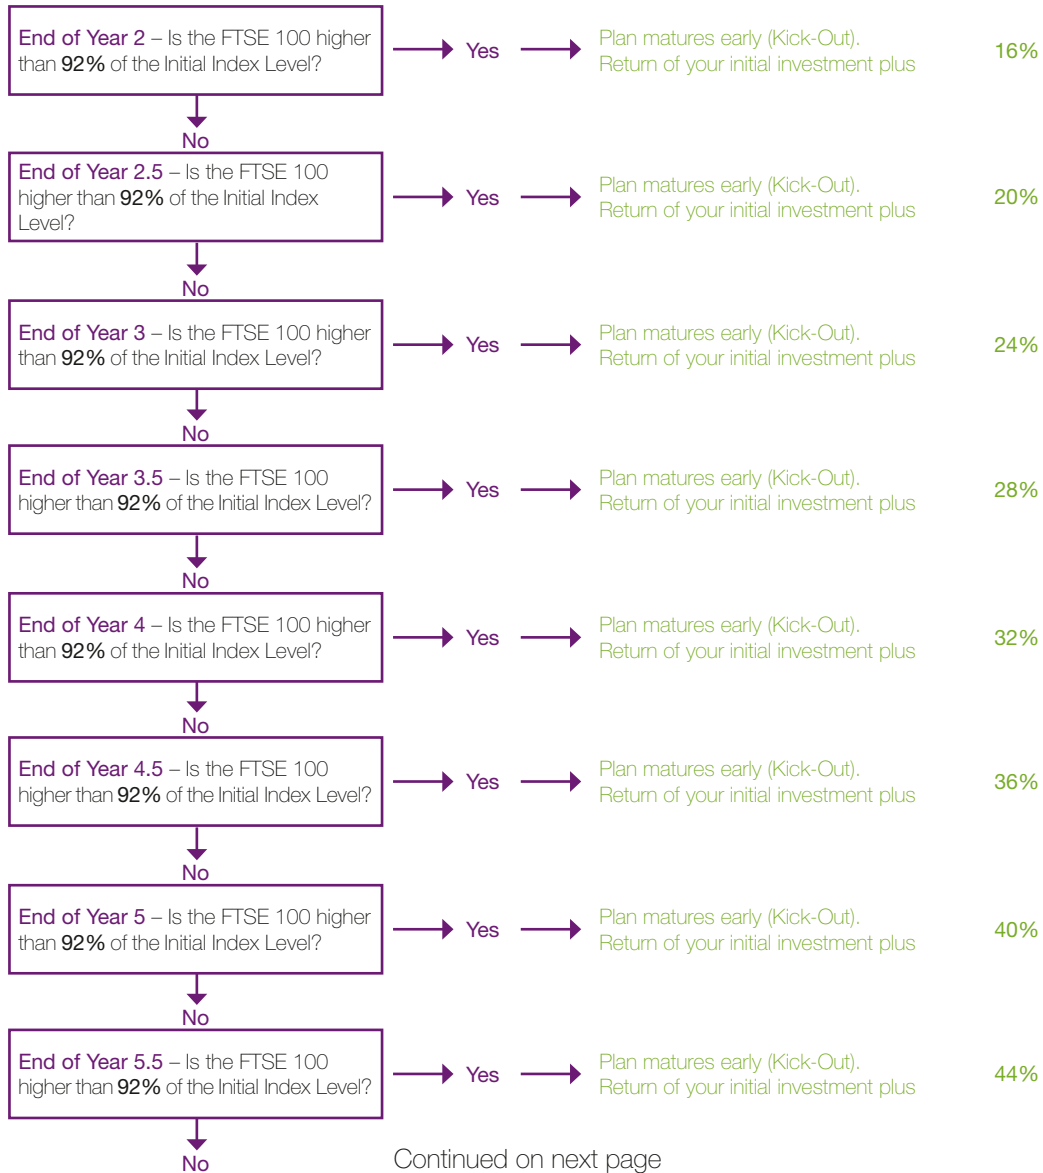 End of Year 2 – Is the FTSE 100 higher
than 92% of the Initial Index Level?
Yes
Plan matures early (Kick-Out).
Return of your initial investment plus
16%
No
End of Year 2.5 – Is the FTSE 100
higher than 92% of the Initial Index
Level?
Yes
Plan matures early (Kick-Out).
Return of your initial investment plus
20%
No
End of Year 3 – Is the FTSE 100 higher
than 92% of the Initial Index Level?
Yes
Plan matures early (Kick-Out).
Return of your initial investment plus
24%
No
End of Year 3.5 – Is the FTSE 100
higher than 92% of the Initial Index Level?
Yes
Plan matures early (Kick-Out).
Return of your initial investment plus
28%
No
End of Year 4 – Is the FTSE 100 higher
than 92% of the Initial Index Level?
Yes
Plan matures early (Kick-Out).
Return of your initial investment plus
32%
No
End of Year 4.5 – Is the FTSE 100
higher than 92% of the Initial Index Level?
Yes
Plan matures early (Kick-Out).
Return of your initial investment plus
36%
No
End of Year 5 – Is the FTSE 100 higher
than 92% of the Initial Index Level?
Yes
Plan matures early (Kick-Out).
Return of your initial investment plus
40%
No
End of Year 5.5 – Is the FTSE 100
higher than 92% of the Initial Index Level?
Yes
Plan matures early (Kick-Out).
Return of your initial investment plus
44%
No
Continued on next page